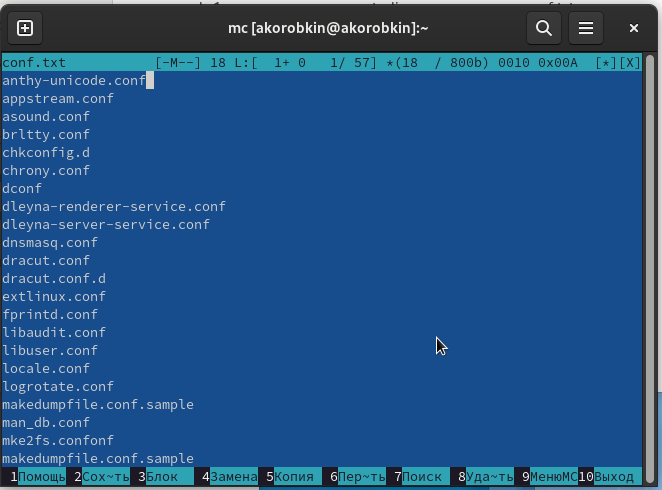 mc [akorobkin@akorobkin]:~
conf.txt [-M--] 18 L:[ 1+ 0 1/ 57] *(18 / 800b) 0010 0x00A [*][X]
anthy-unicode.conf
appstream.conf
asound.conf
brltty.conf
chkconfig.d
chrony.conf
dconf
dleyna-renderer-service.conf
dleyna-server-service.conf
dnsmasq.conf
dracut.conf
dracut.conf.d
extlinux.conf
fprintd.conf
libaudit.conf
libuser.conf
locale.conf
logrotate.conf
makedumpfile.conf.sample
man_db.conf
mke2fs.confonf
makedumpfile.conf.sample
1Помощь 2Сох~ть 3Блок 4Замена 5Копия 6Пер~ть 7Поиск 8Уда~ть 9МенюMC 10Выход